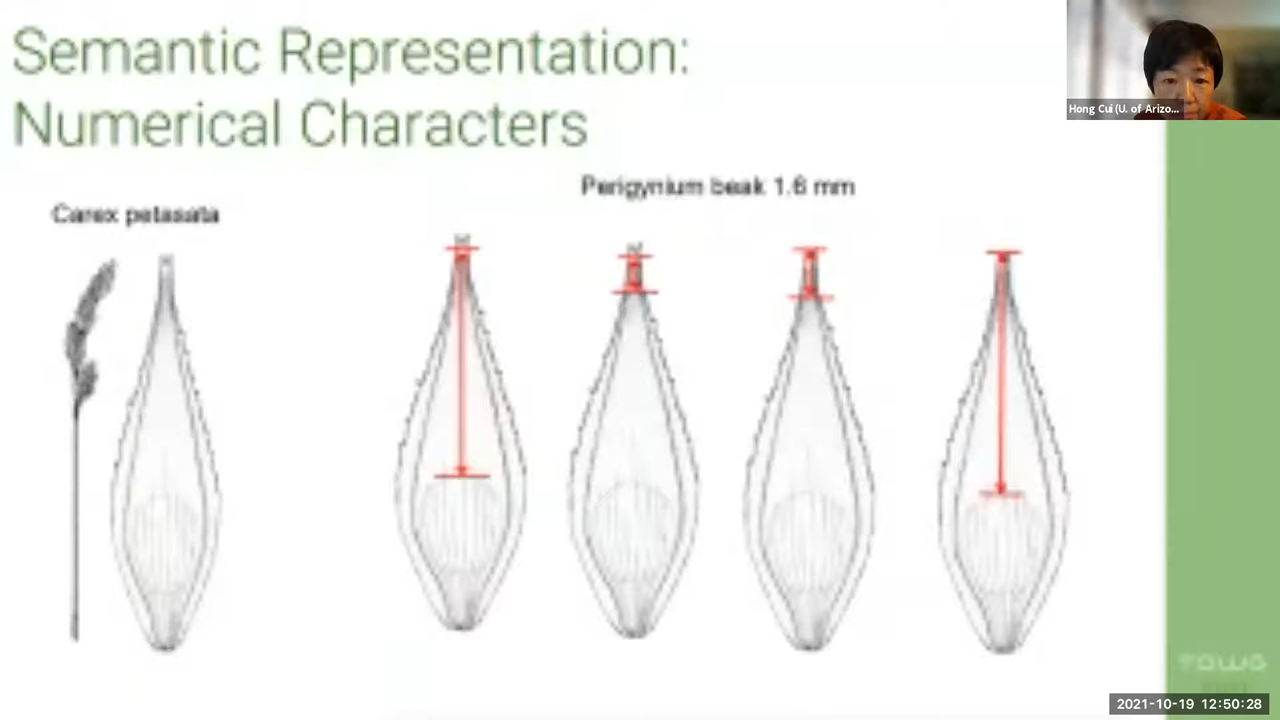 Semantic Representation:
Numerical Characters
Hong Cui (U. of Arizo...
Perigynium beak 1.6 mm
Carex petasata
TDWG
2021-10-19 12:50:28